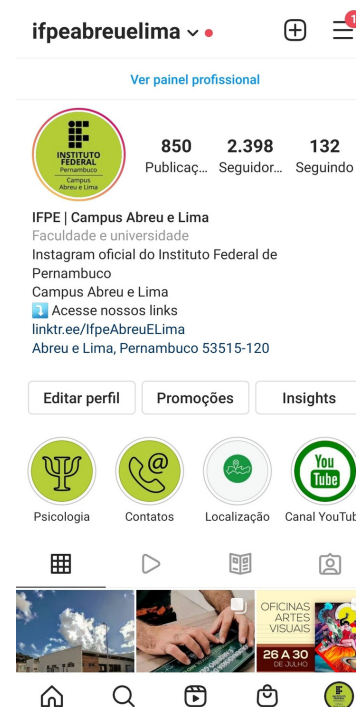 ifpeabreuelima
1
Ver painel profissional
INSTITUTO
FEDERAL
Pernambuco
Campus
Abreu e Lima
850 2.398 132
Publicaç... Seguidor... Seguindo
IFPE | Campus Abreu e Lima
Faculdade e universidade
Instagram oficial do Instituto Federal de
Pernambuco
Campus Abreu e Lima
Acesse nossos links
linktr.ee/IfpeAbreuELima
Abreu e Lima, Pernambuco 53515-120
Editar perfil Promoções Insights
You
Tube
Psicologia Contatos Localização Canal YouTub
OFICINAS
ARTES
VISUAIS
26 A 30
DE JULHO